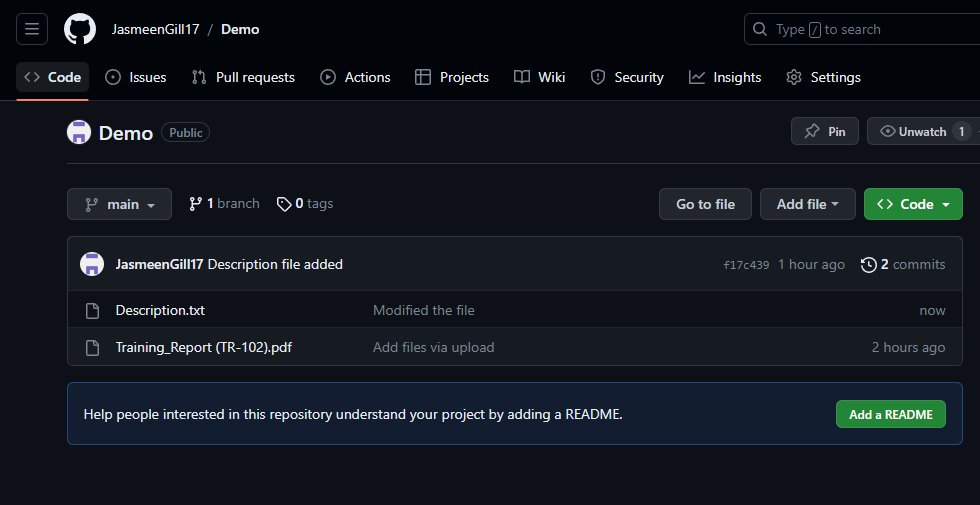 JasmeenGill17 / Demo
Type / to search
Code Issues Pull requests Actions Projects Wiki Security Insights Settings
Demo Public Pin Unwatch 1
main 1 branch 0 tags Go to file Add file Code
JasmeenGill17 Description file added f17c439 1 hour ago 2 commits
Description.txt Modified the file now
Training_Report (TR-102).pdf Add files via upload 2 hours ago
Help people interested in this repository understand your project by adding a README. Add a README